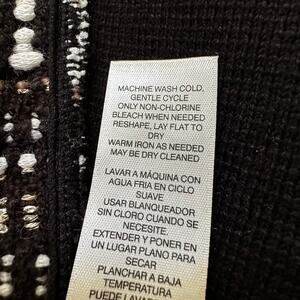 MACHINE WASH COLD,
GENTLE CYCLE
ONLY NON-CHLORINE
BLEACH WHEN NEEDED
RESHAPE, LAY FLAT TO
DRY
WARM IRON AS NEEDED
MAY BE DRY CLEANED
LAVAR A MÁQUINA CON
AGUA FRIA EN CICLO
SUAVE
USAR BLANQUEADOR
SIN CLORO CUANDO SE
NECESITE.
EXTENDER Y PONER EN
UN LUGAR PLANO PARA
SECAR
PLANCHAR A BAJA
TEMPERATURA
PUEDE LAVAR